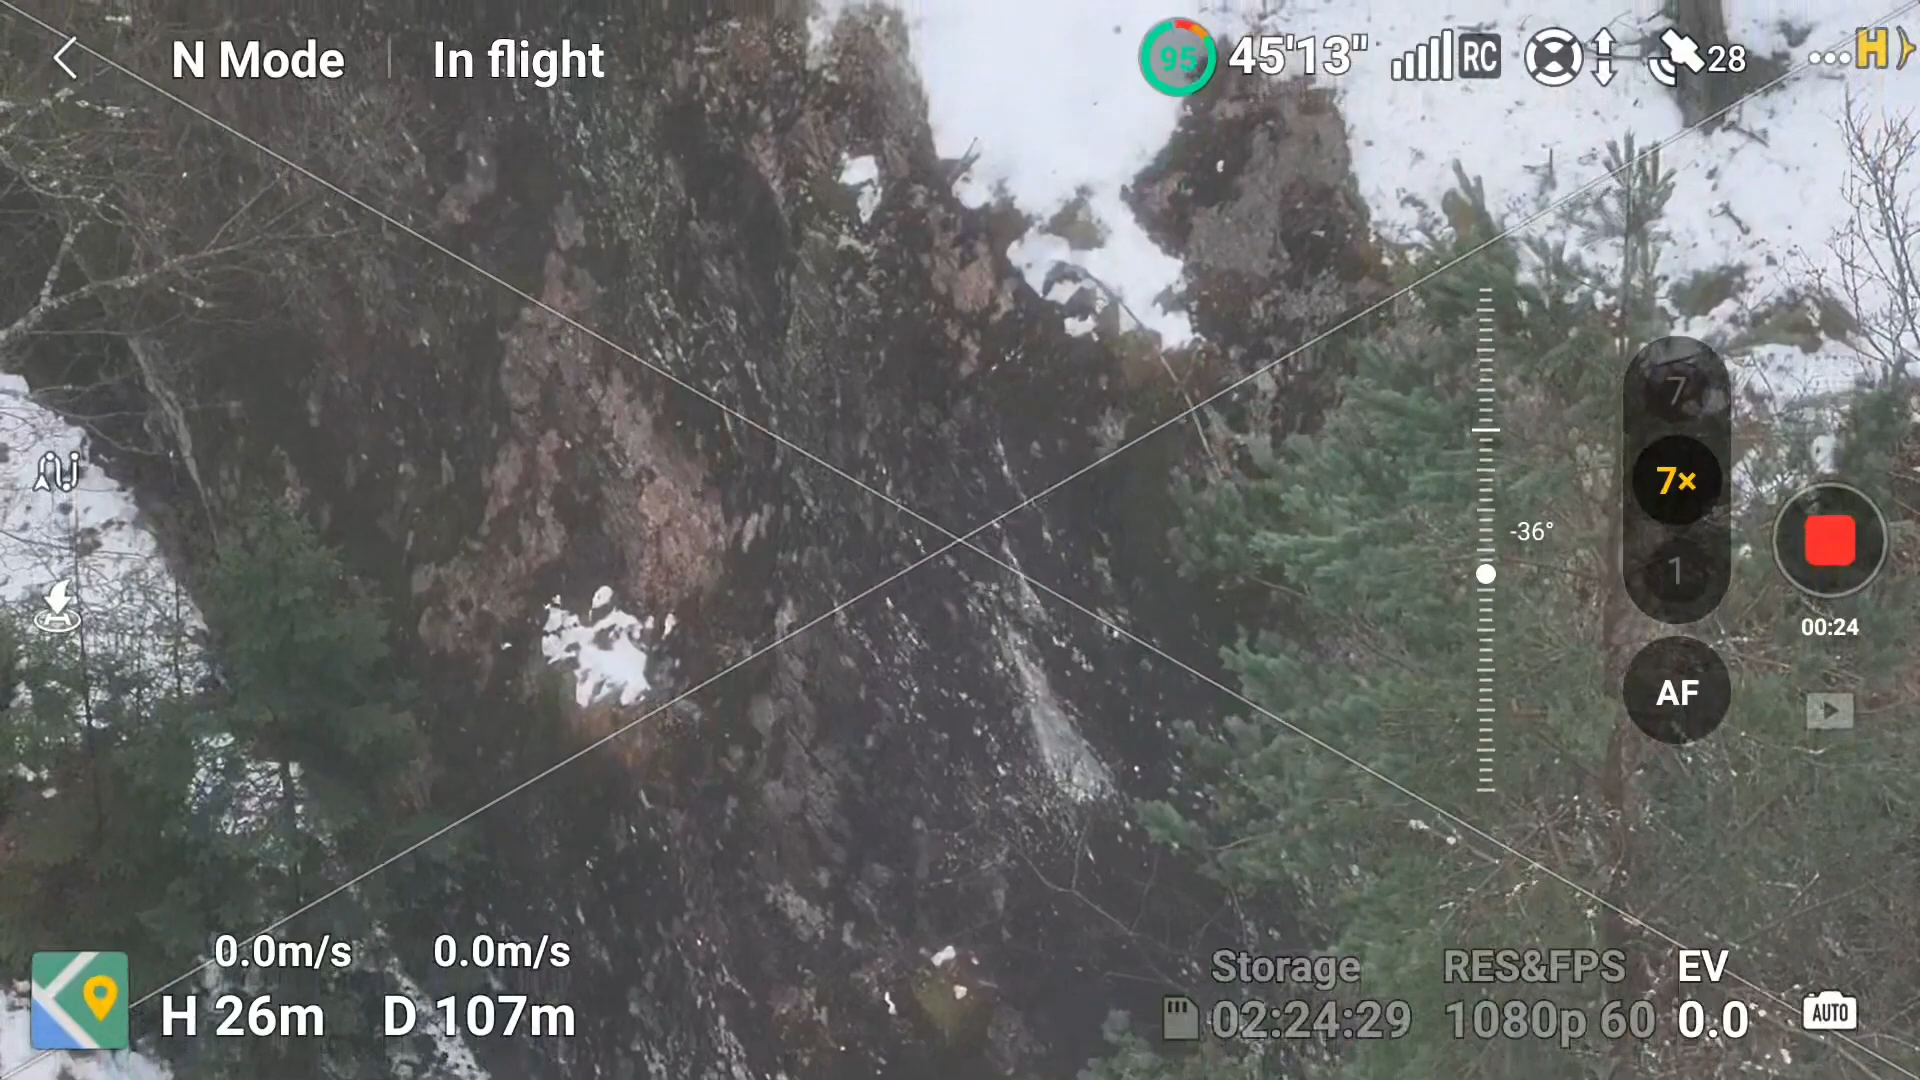 N Mode | In flight
95 45'13" RC 28 ••• H
7
7×
-36°
1
00:24
AF
0.0m/s 0.0m/s
H 26m D 107m
Storage RES&FPS EV
02:24:29 1080p 60 0.0
AUTO